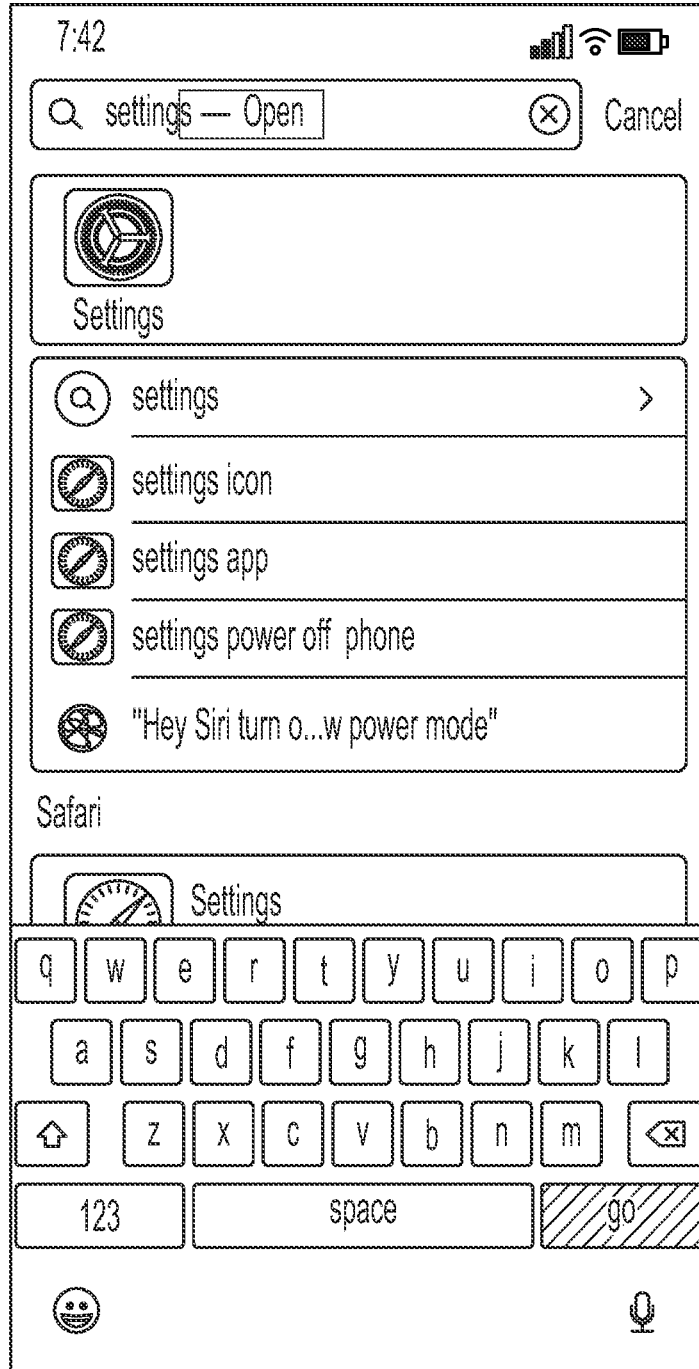 7:42
settings — Open Cancel
Settings
settings
settings icon
settings app
settings power off phone
"Hey Siri turn o...w power mode"
Safari
Settings
q w e r t y u i o p
a s d f g h j k l
z x c v b n m
123 space go